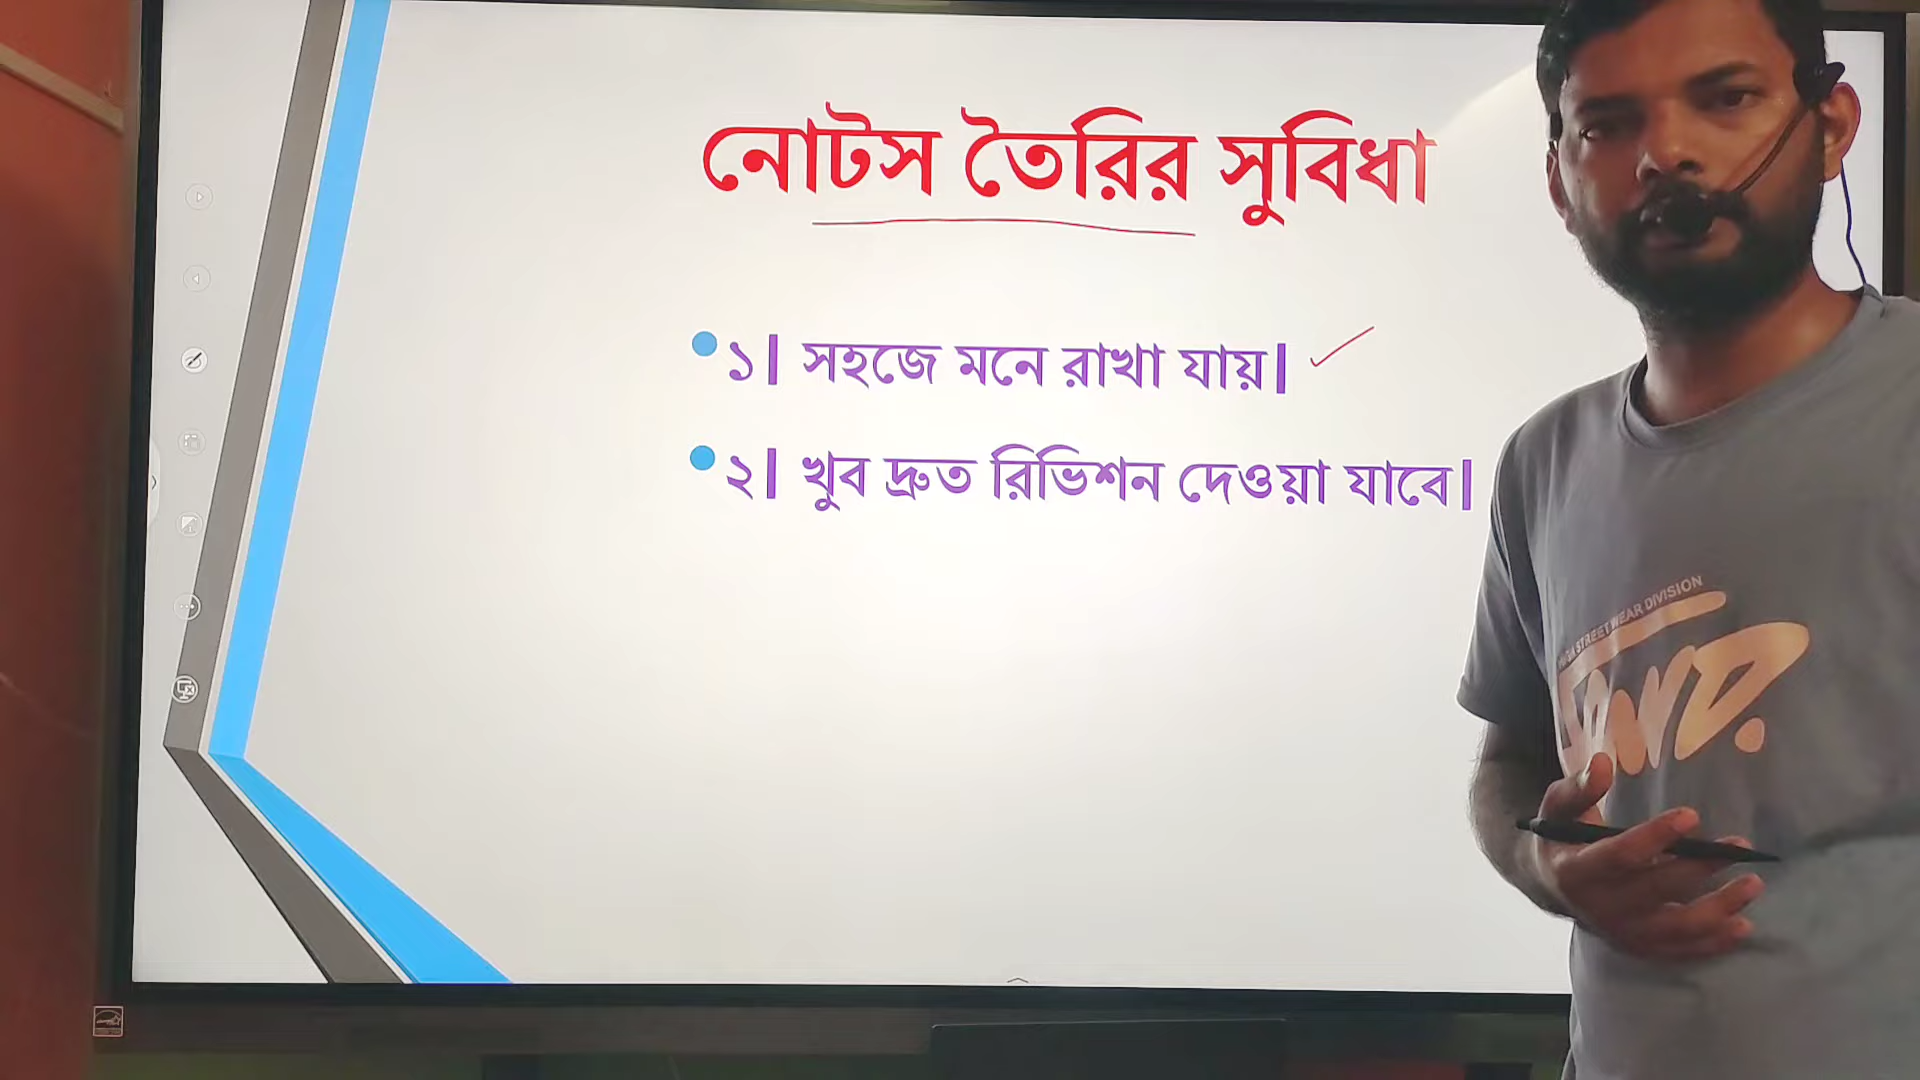 নোটস তৈরির সুবিধা
১| সহজে মনে রাখা যায়|
২| খুব দ্রুত রিভিশন দেওয়া যাবে|
STREETWEAR DIVISION